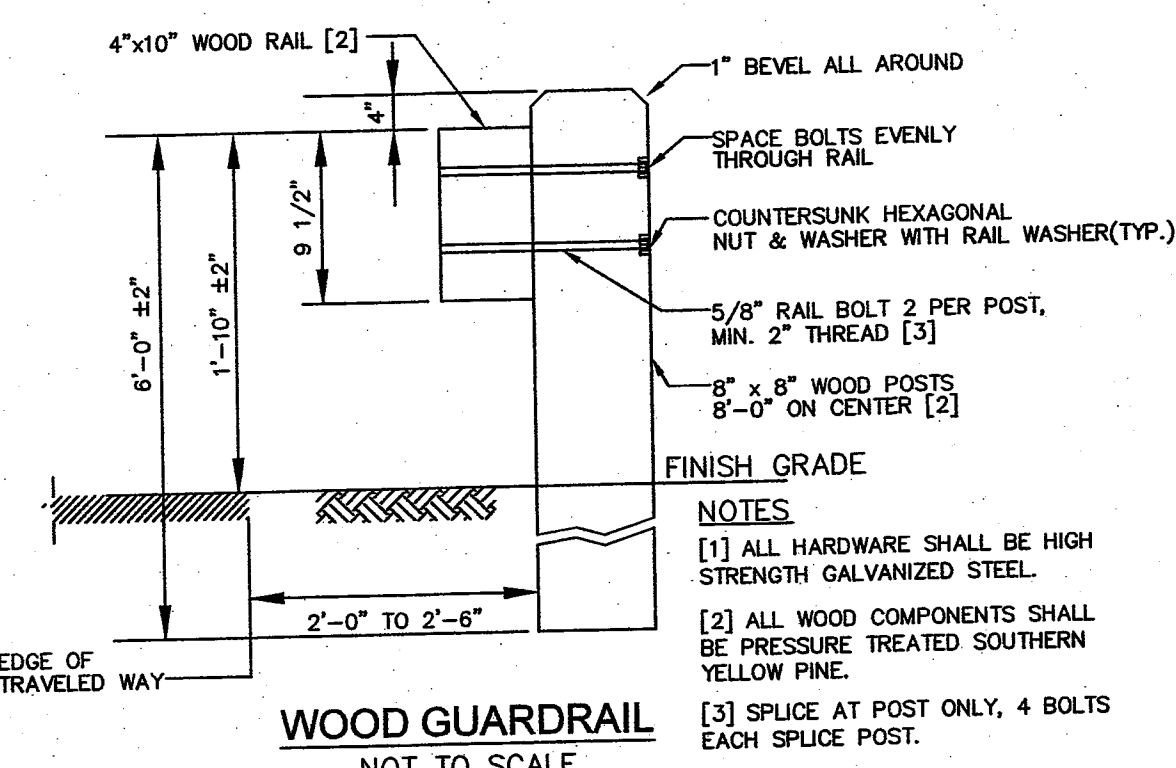 4"x10" WOOD RAIL [2]
4"
1" BEVEL ALL AROUND
SPACE BOLTS EVENLY
THROUGH RAIL
9 1/2"
COUNTERSUNK HEXAGONAL
NUT & WASHER WITH RAIL WASHER(TYP.)
6'-0" ±2"
1'-10" ±2"
5/8" RAIL BOLT 2 PER POST,
MIN. 2" THREAD [3]
8" x 8" WOOD POSTS
8'-0" ON CENTER [2]
FINISH GRADE
2'-0" TO 2'-6"
EDGE OF
TRAVELED WAY
NOTES
[1] ALL HARDWARE SHALL BE HIGH
STRENGTH GALVANIZED STEEL.
[2] ALL WOOD COMPONENTS SHALL
BE PRESSURE TREATED SOUTHERN
YELLOW PINE.
[3] SPLICE AT POST ONLY, 4 BOLTS
EACH SPLICE POST.
WOOD GUARDRAIL
NOT TO SCALE